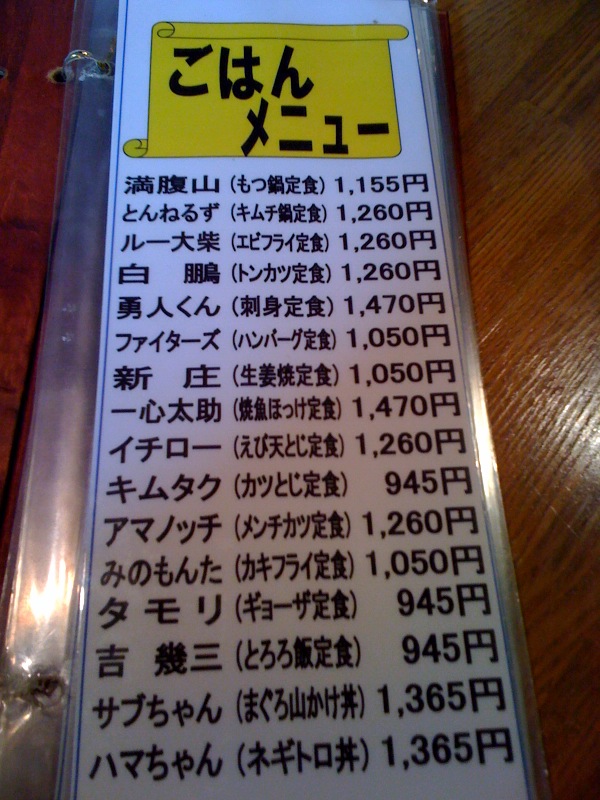 ごはん
メニュー
満腹山(もつ鍋定食)1,155円
とんねるず(キムチ鍋定食)1,260円
ルー大柴(エビフライ定食)1,260円
白 鵬(トンカツ定食)1,260円
勇人くん(刺身定食)1,470円
ファイターズ(ハンバーグ定食)1,050円
新 庄(生姜焼定食)1,050円
一心太助(焼魚ほっけ定食)1,470円
イチロー(えび天とじ定食)1,260円
キムタク(カツとじ定食) 945円
アマノッチ(メンチカツ定食)1,260円
みのもんた(カキフライ定食)1,050円
タモリ(ギョーザ定食) 945円
吉 幾三(とろろ飯定食) 945円
サブちゃん(まぐろ山かけ丼)1,365円
ハマちゃん(ネギトロ丼)1,365円